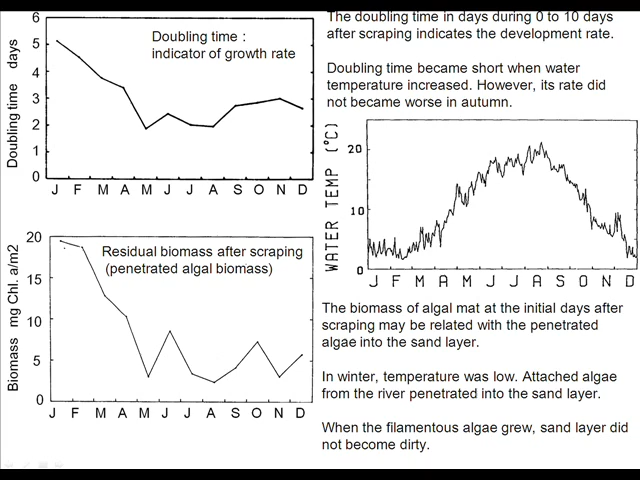 Doubling time days
6
5
4
3
2
1
0
Doubling time :
indicator of growth rate
J F M A M J J A S O N D
Biomass mg Chl. a/m2
20
15
10
5
0
Residual biomass after scraping
(penetrated algal biomass)
J F M A M J J A S O N D
The doubling time in days during 0 to 10 days
after scraping indicates the development rate.
Doubling time became short when water
temperature increased. However, its rate did
not became worse in autumn.
WATER TEMP (°C)
20
10
0
J F M A M J J A S O N D
The biomass of algal mat at the initial days after
scraping may be related with the penetrated
algae into the sand layer.
In winter, temperature was low. Attached algae
from the river penetrated into the sand layer.
When the filamentous algae grew, sand layer did
not become dirty.